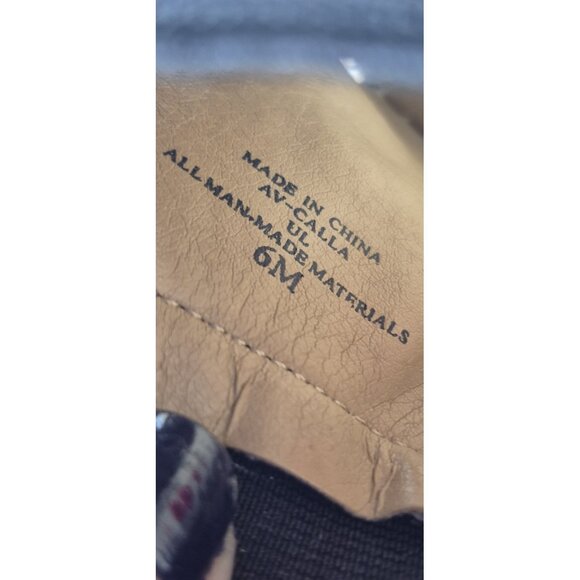 MADE IN CHINA
AV-CALLA
UL
ALL MAN-MADE MATERIALS
6M